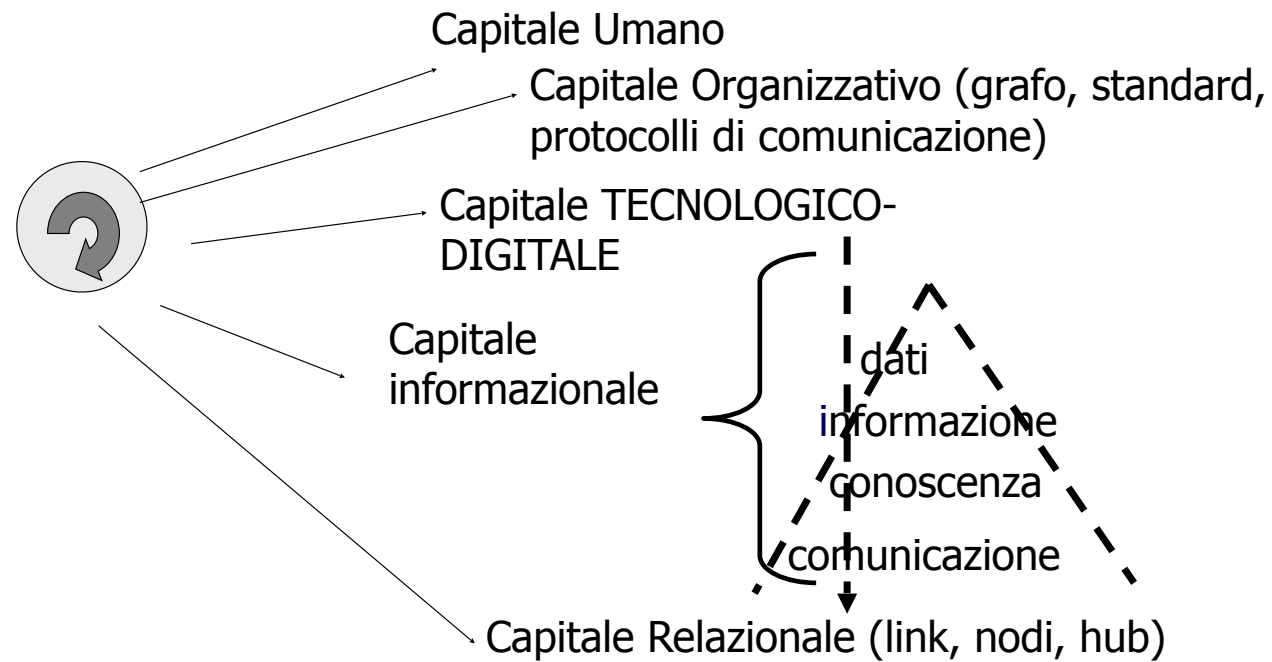 Capitale Umano
Capitale Organizzativo (grafo, standard,
protocolli di comunicazione)
Capitale TECNOLOGICO-
DIGITALE
Capitale
informazionale
dati
informazione
conoscenza
comunicazione
Capitale Relazionale (link, nodi, hub)